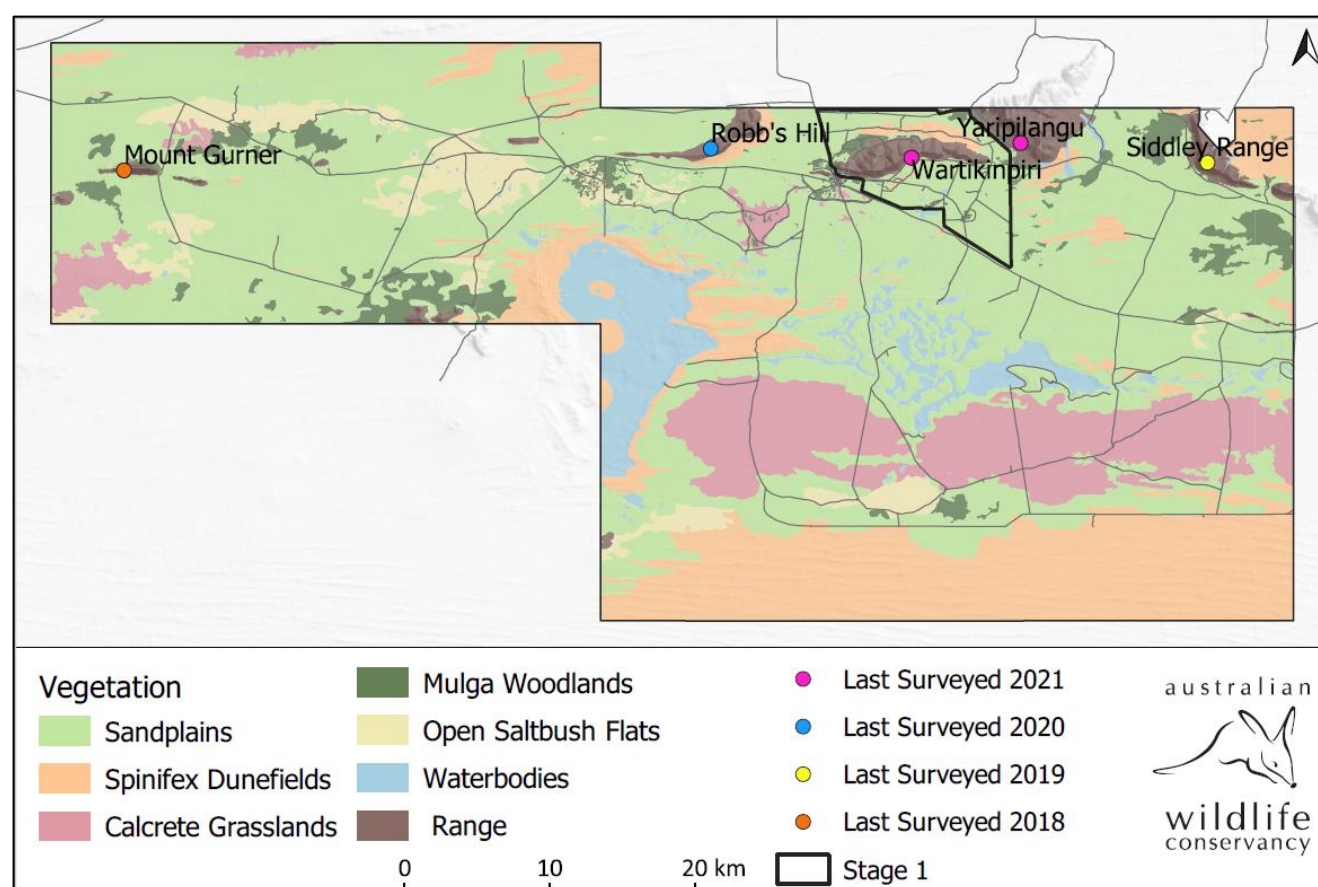 Robb's Hill
Yaripilangu
Mount Gurner
Siddley Range
Wartikinpiri
Vegetation
Sandplains
Spinifex Dunefields
Calcrete Grasslands
Mulga Woodlands
Open Saltbush Flats
Waterbodies
Range
0 10 20 km
Last Surveyed 2021
Last Surveyed 2020
Last Surveyed 2019
Last Surveyed 2018
Stage 1
australian
wildlife
conservancy